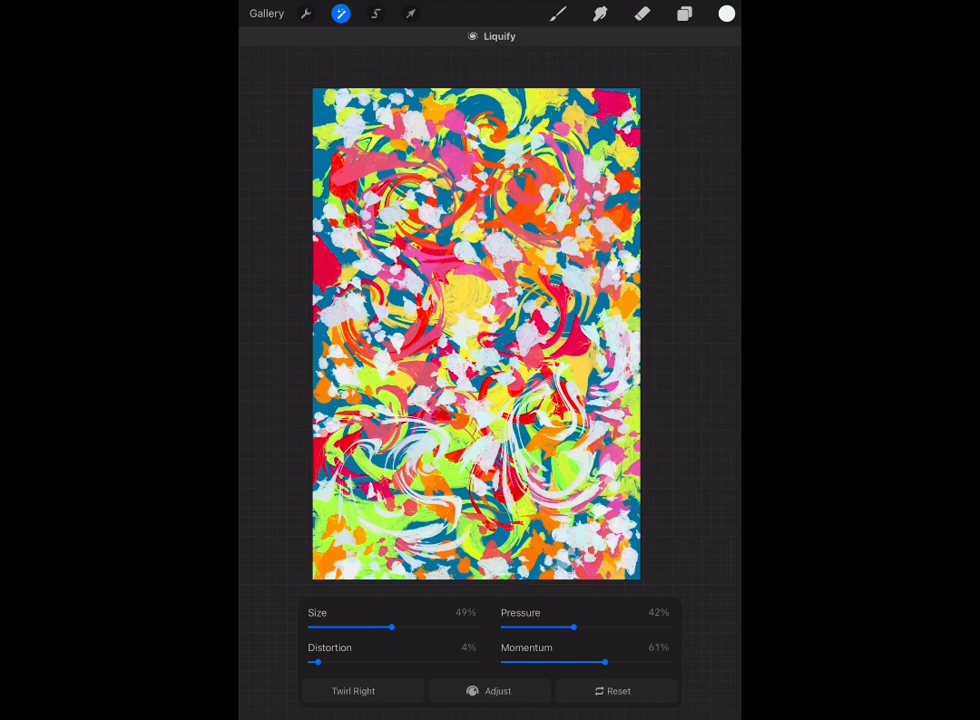 Gallery
Liquify
Size 49% Pressure 42%
Distortion 4% Momentum 61%
Twirl Right Adjust Reset